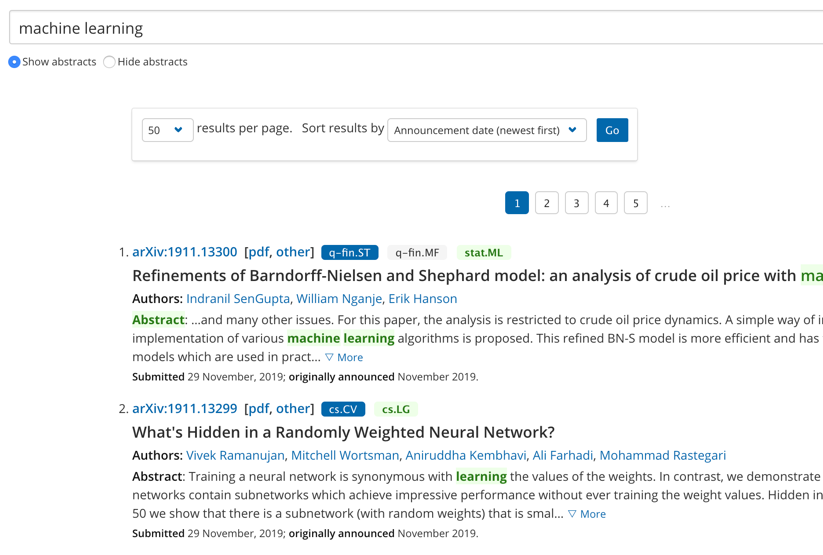 machine learning
Show abstracts Hide abstracts
50 results per page. Sort results by Announcement date (newest first) Go
1 2 3 4 5 ...
1. arXiv:1911.13300 [pdf, other] q-fin.ST q-fin.MF stat.ML
Refinements of Barndorff-Nielsen and Shephard model: an analysis of crude oil price with ma
Authors: Indranil SenGupta, William Nganje, Erik Hanson
Abstract: ...and many other issues. For this paper, the analysis is restricted to crude oil price dynamics. A simple way of i
implementation of various machine learning algorithms is proposed. This refined BN-S model is more efficient and has
models which are used in pract... ▽ More
Submitted 29 November, 2019; originally announced November 2019.
2. arXiv:1911.13299 [pdf, other] cs.CV cs.LG
What's Hidden in a Randomly Weighted Neural Network?
Authors: Vivek Ramanujan, Mitchell Wortsman, Aniruddha Kembhavi, Ali Farhadi, Mohammad Rastegari
Abstract: Training a neural network is synonymous with learning the values of the weights. In contrast, we demonstrate
networks contain subnetworks which achieve impressive performance without ever training the weight values. Hidden in
50 we show that there is a subnetwork (with random weights) that is smal... ▽ More
Submitted 29 November, 2019; originally announced November 2019.